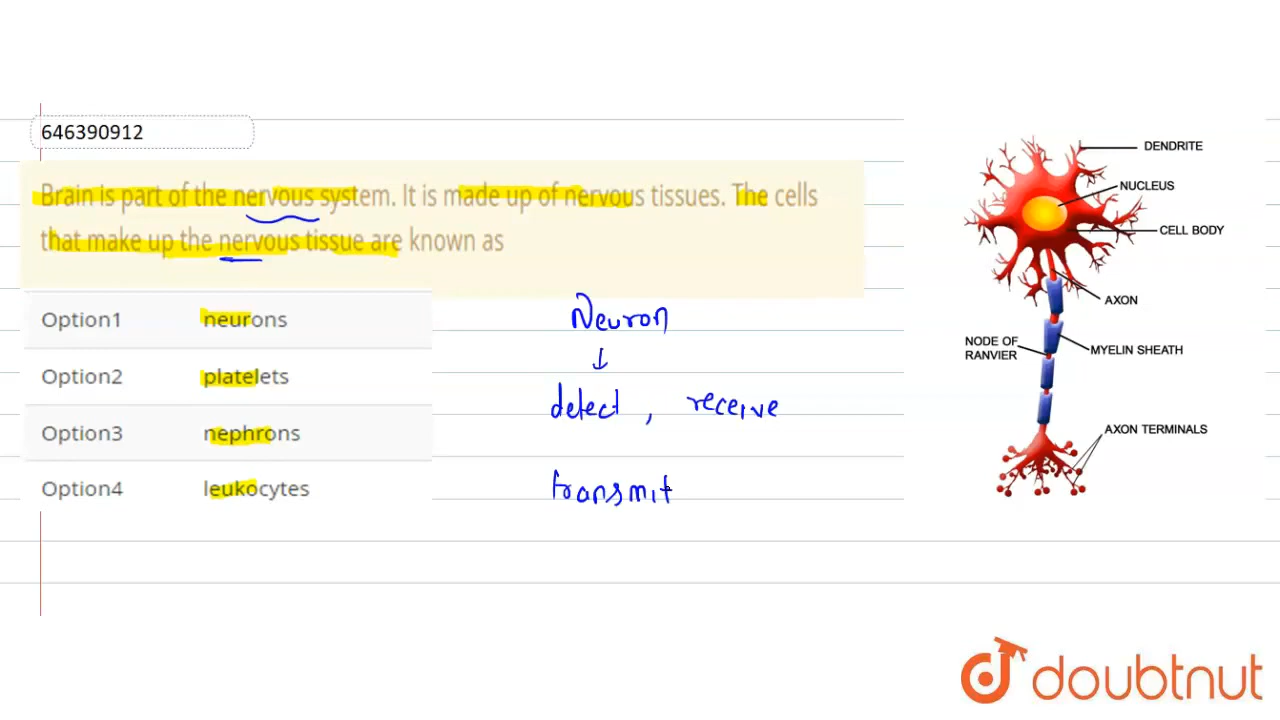 646390912
Brain is part of the nervous system. It is made up of nervous tissues. The cells
that make up the nervous tissue are known as
Option1 neurons
Option2 platelets
Option3 nephrons
Option4 leukocytes
Neuron
↓
detect, receive
transmit
DENDRITE
NUCLEUS
CELL BODY
AXON
NODE OF
RANVIER
MYELIN SHEATH
AXON TERMINALS
doubtnut